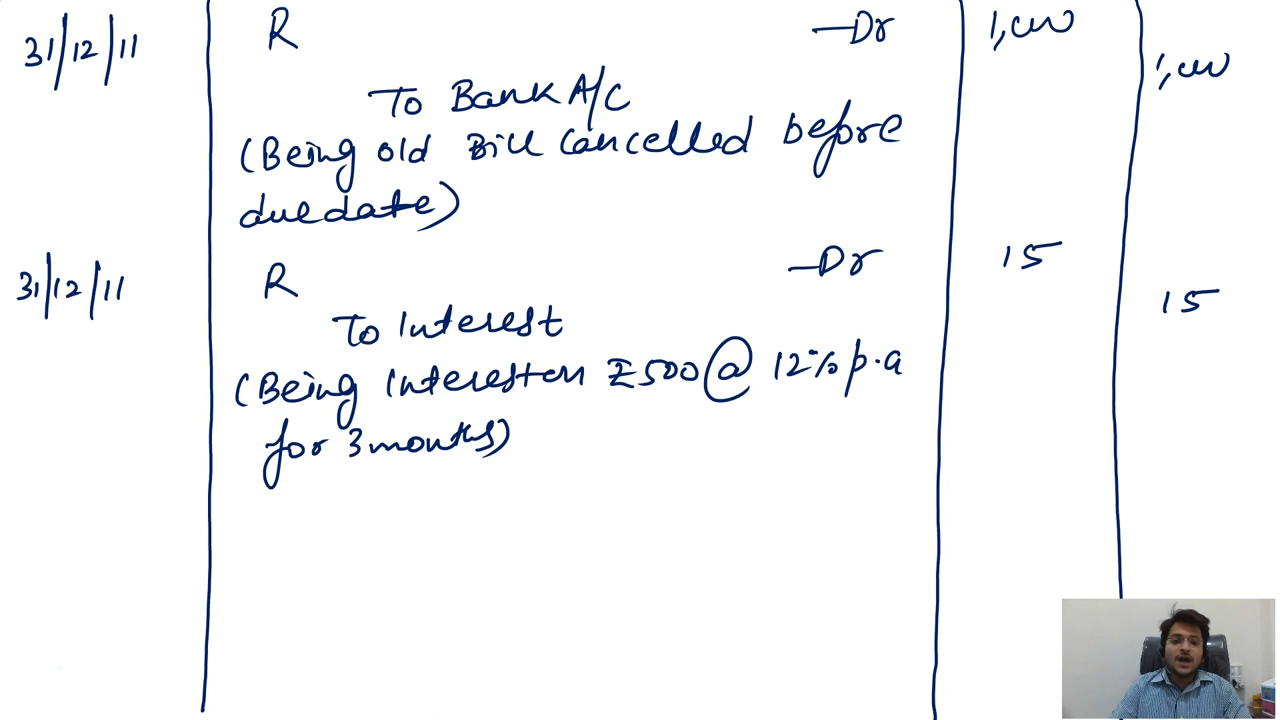 31/12/11 R —Dr 1,000
To Bank A/C 1,000
(Being old Bill Cancelled before
due date)
31/12/11 R —Dr 15
To Interest 15
(Being Interest on ₹500 @ 12% p.a
for 3 months)